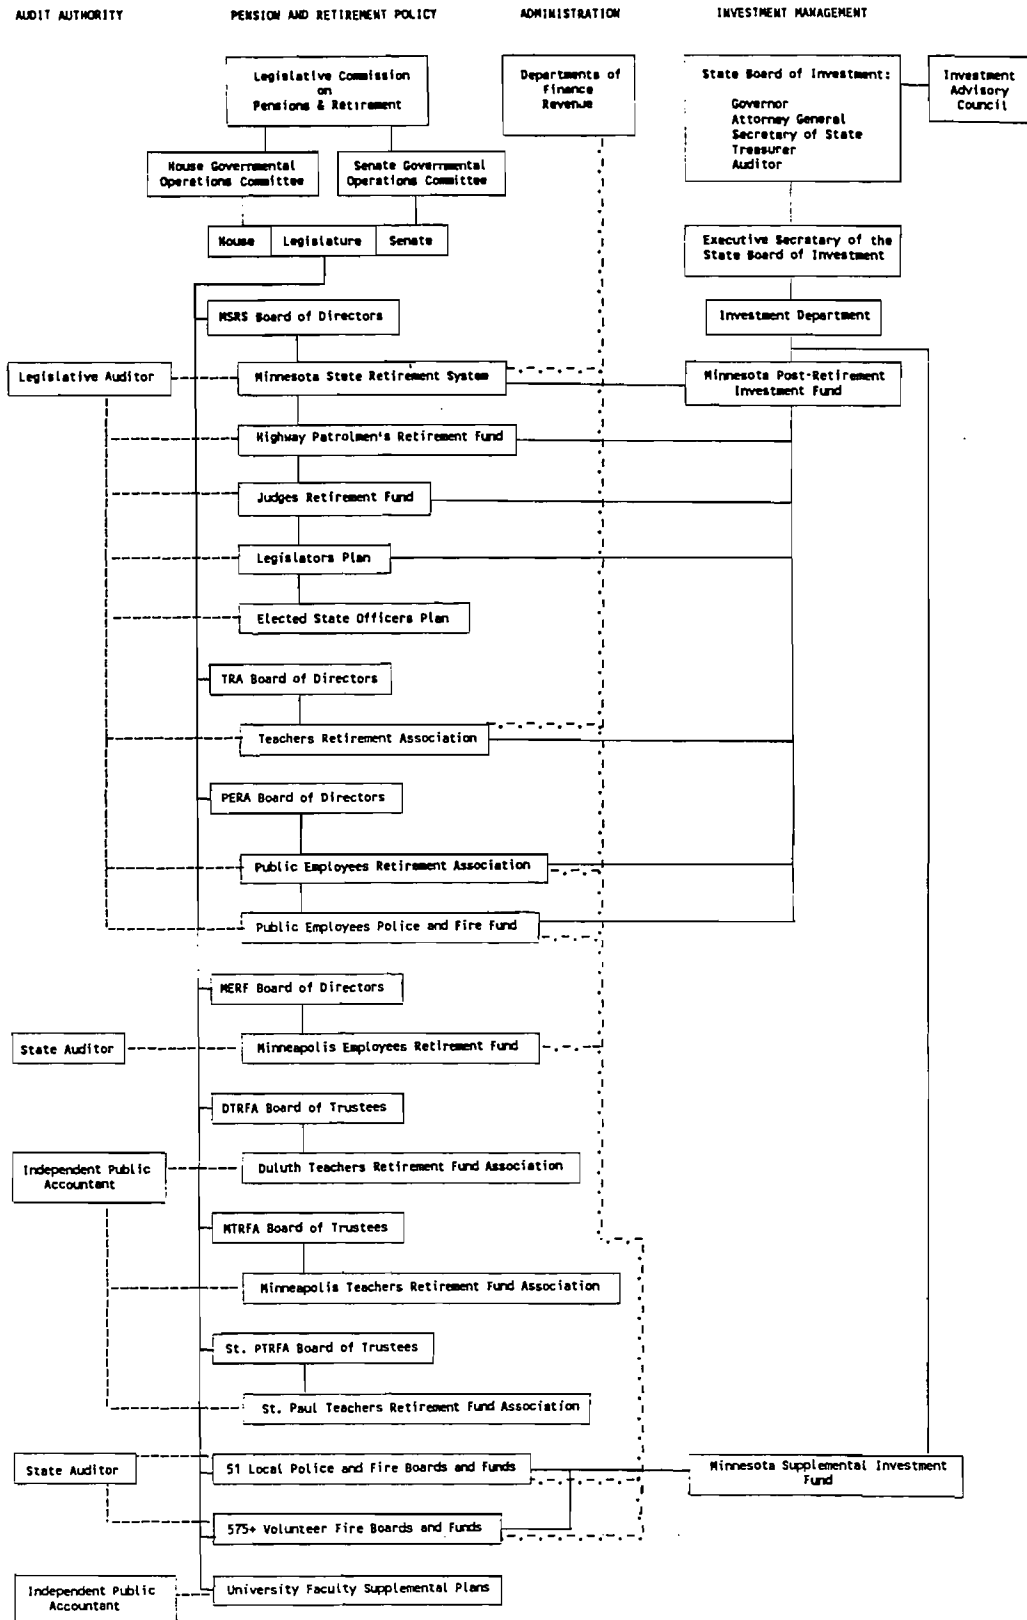 AUDIT AUTHORITY
PENSION AND RETIREMENT POLICY
ADMINISTRATION
INVESTMENT MANAGEMENT
Legislative Commission
on
Pensions & Retirement
Departments of
Finance
Revenue
State Board of Investment:
Governor
Attorney General
Secretary of State
Treasurer
Auditor
Investment
Advisory
Council
House Governmental
Operations Committee
Senate Governmental
Operations Committee
House
Legislature
Senate
Executive Secretary of the
State Board of Investment
MSRS Board of Directors
Investment Department
Legislative Auditor
Minnesota State Retirement System
Minnesota Post-Retirement
Investment Fund
Highway Patrolmen's Retirement Fund
Judges Retirement Fund
Legislators Plan
Elected State Officers Plan
TRA Board of Directors
Teachers Retirement Association
PERA Board of Directors
Public Employees Retirement Association
Public Employees Police and Fire Fund
MERF Board of Directors
State Auditor
Minneapolis Employees Retirement Fund
DTRFA Board of Trustees
Independent Public
Accountant
Duluth Teachers Retirement Fund Association
MTRFA Board of Trustees
Minneapolis Teachers Retirement Fund Association
St. PTRFA Board of Trustees
St. Paul Teachers Retirement Fund Association
State Auditor
51 Local Police and Fire Boards and Funds
Minnesota Supplemental Investment
Fund
575+ Volunteer Fire Boards and Funds
Independent Public
Accountant
University Faculty Supplemental Plans